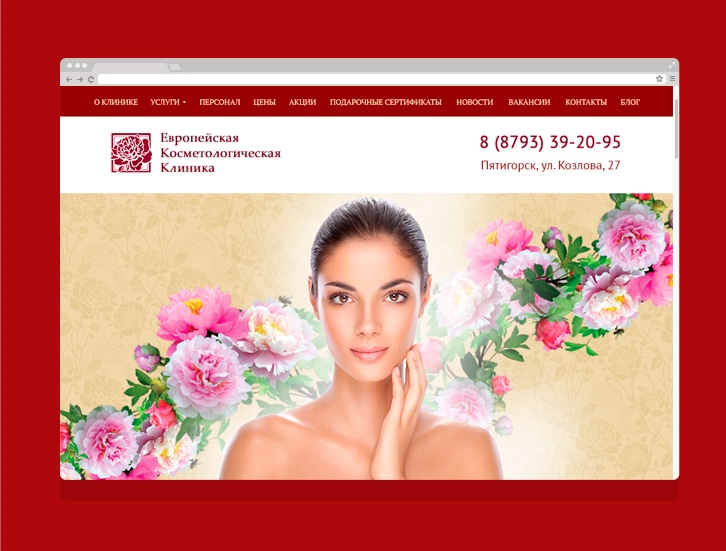 О КЛИНИКЕ УСЛУГИ ПЕРСОНАЛ ЦЕНЫ АКЦИИ ПОДАРОЧНЫЕ СЕРТИФИКАТЫ НОВОСТИ ВАКАНСИИ КОНТАКТЫ БЛОГ
Европейская
Косметологическая
Клиника
8 (8793) 39-20-95
Пятигорск, ул. Козлова, 27